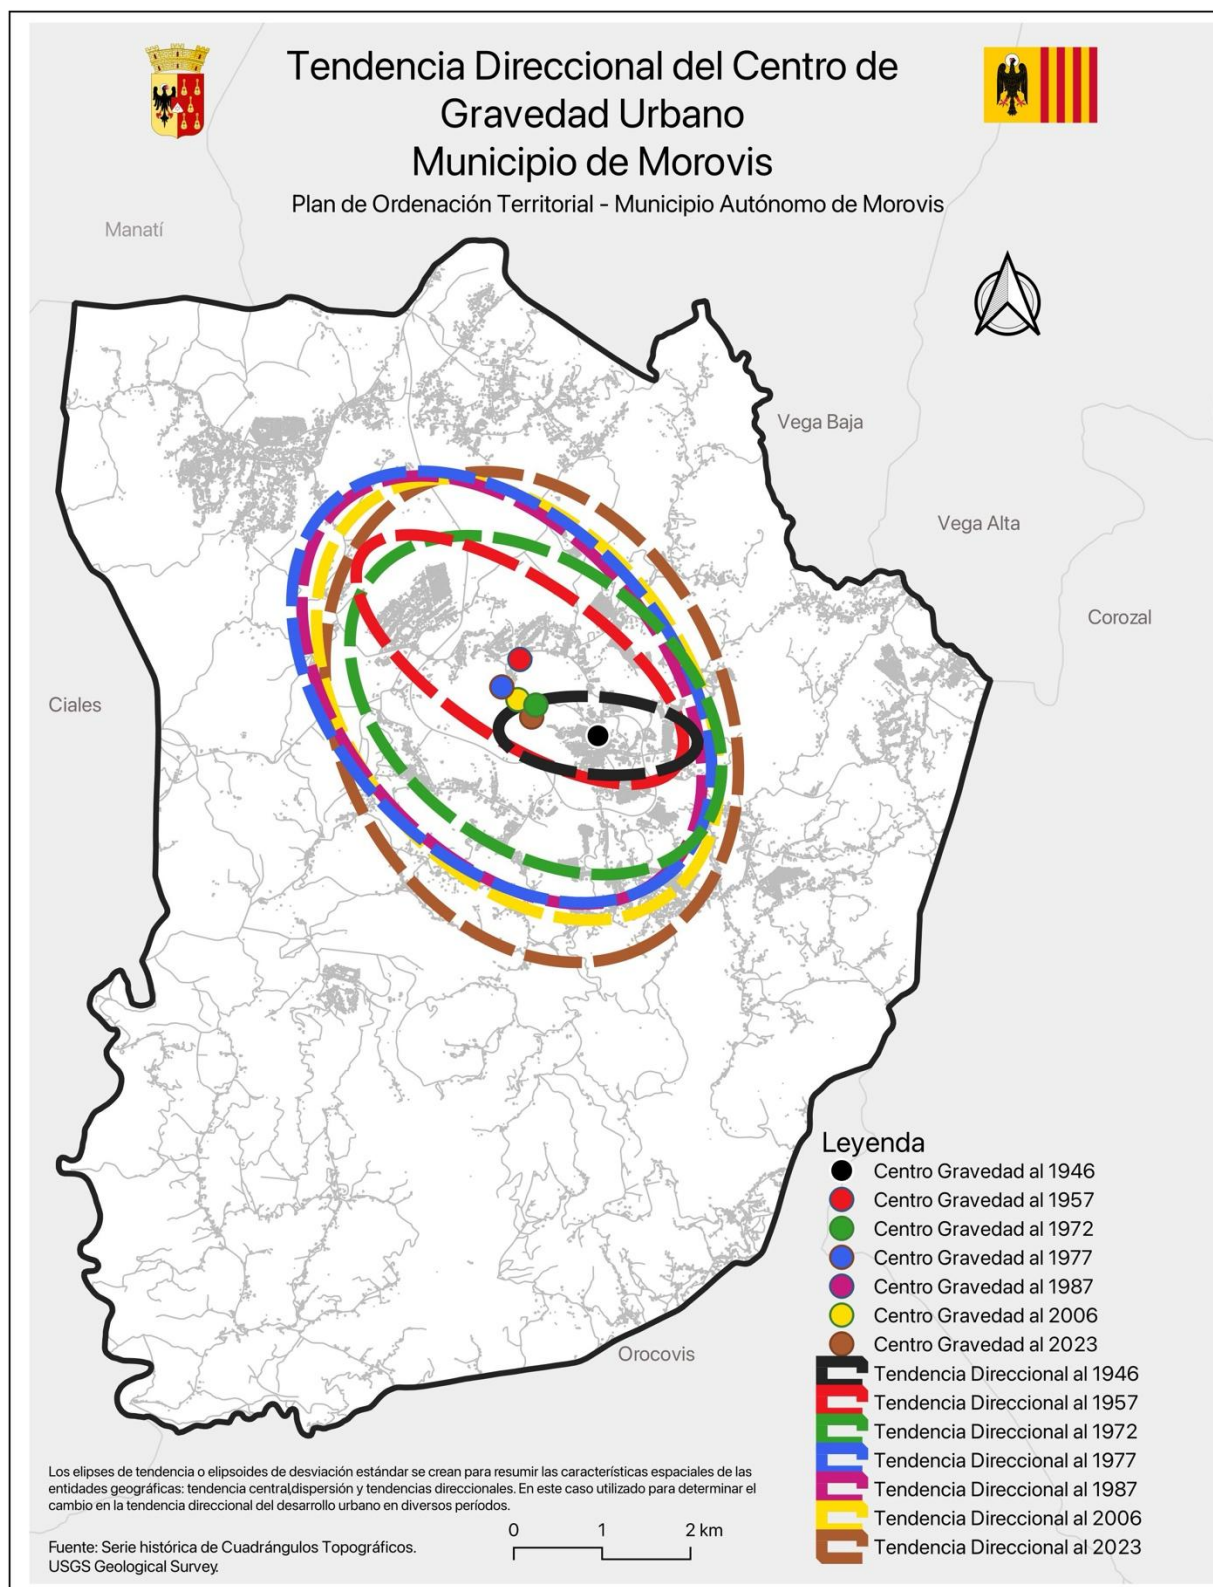 Tendencia Direccional del Centro de
Gravedad Urbano
Municipio de Morovis
Plan de Ordenación Territorial - Municipio Autónomo de Morovis
Manatí
Vega Baja
Vega Alta
Corozal
Ciales
Orocovis
Leyenda
Centro Gravedad al 1946
Centro Gravedad al 1957
Centro Gravedad al 1972
Centro Gravedad al 1977
Centro Gravedad al 1987
Centro Gravedad al 2006
Centro Gravedad al 2023
Tendencia Direccional al 1946
Tendencia Direccional al 1957
Tendencia Direccional al 1972
Tendencia Direccional al 1977
Tendencia Direccional al 1987
Tendencia Direccional al 2006
Tendencia Direccional al 2023
Los elipses de tendencia o elipsoides de desviación estándar se crean para resumir las características espaciales de las
entidades geográficas: tendencia central,dispersión y tendencias direccionales. En este caso utilizado para determinar el
cambio en la tendencia direccional del desarrollo urbano en diversos períodos.
0 1 2 km
Fuente: Serie histórica de Cuadrángulos Topográficos.
USGS Geological Survey.